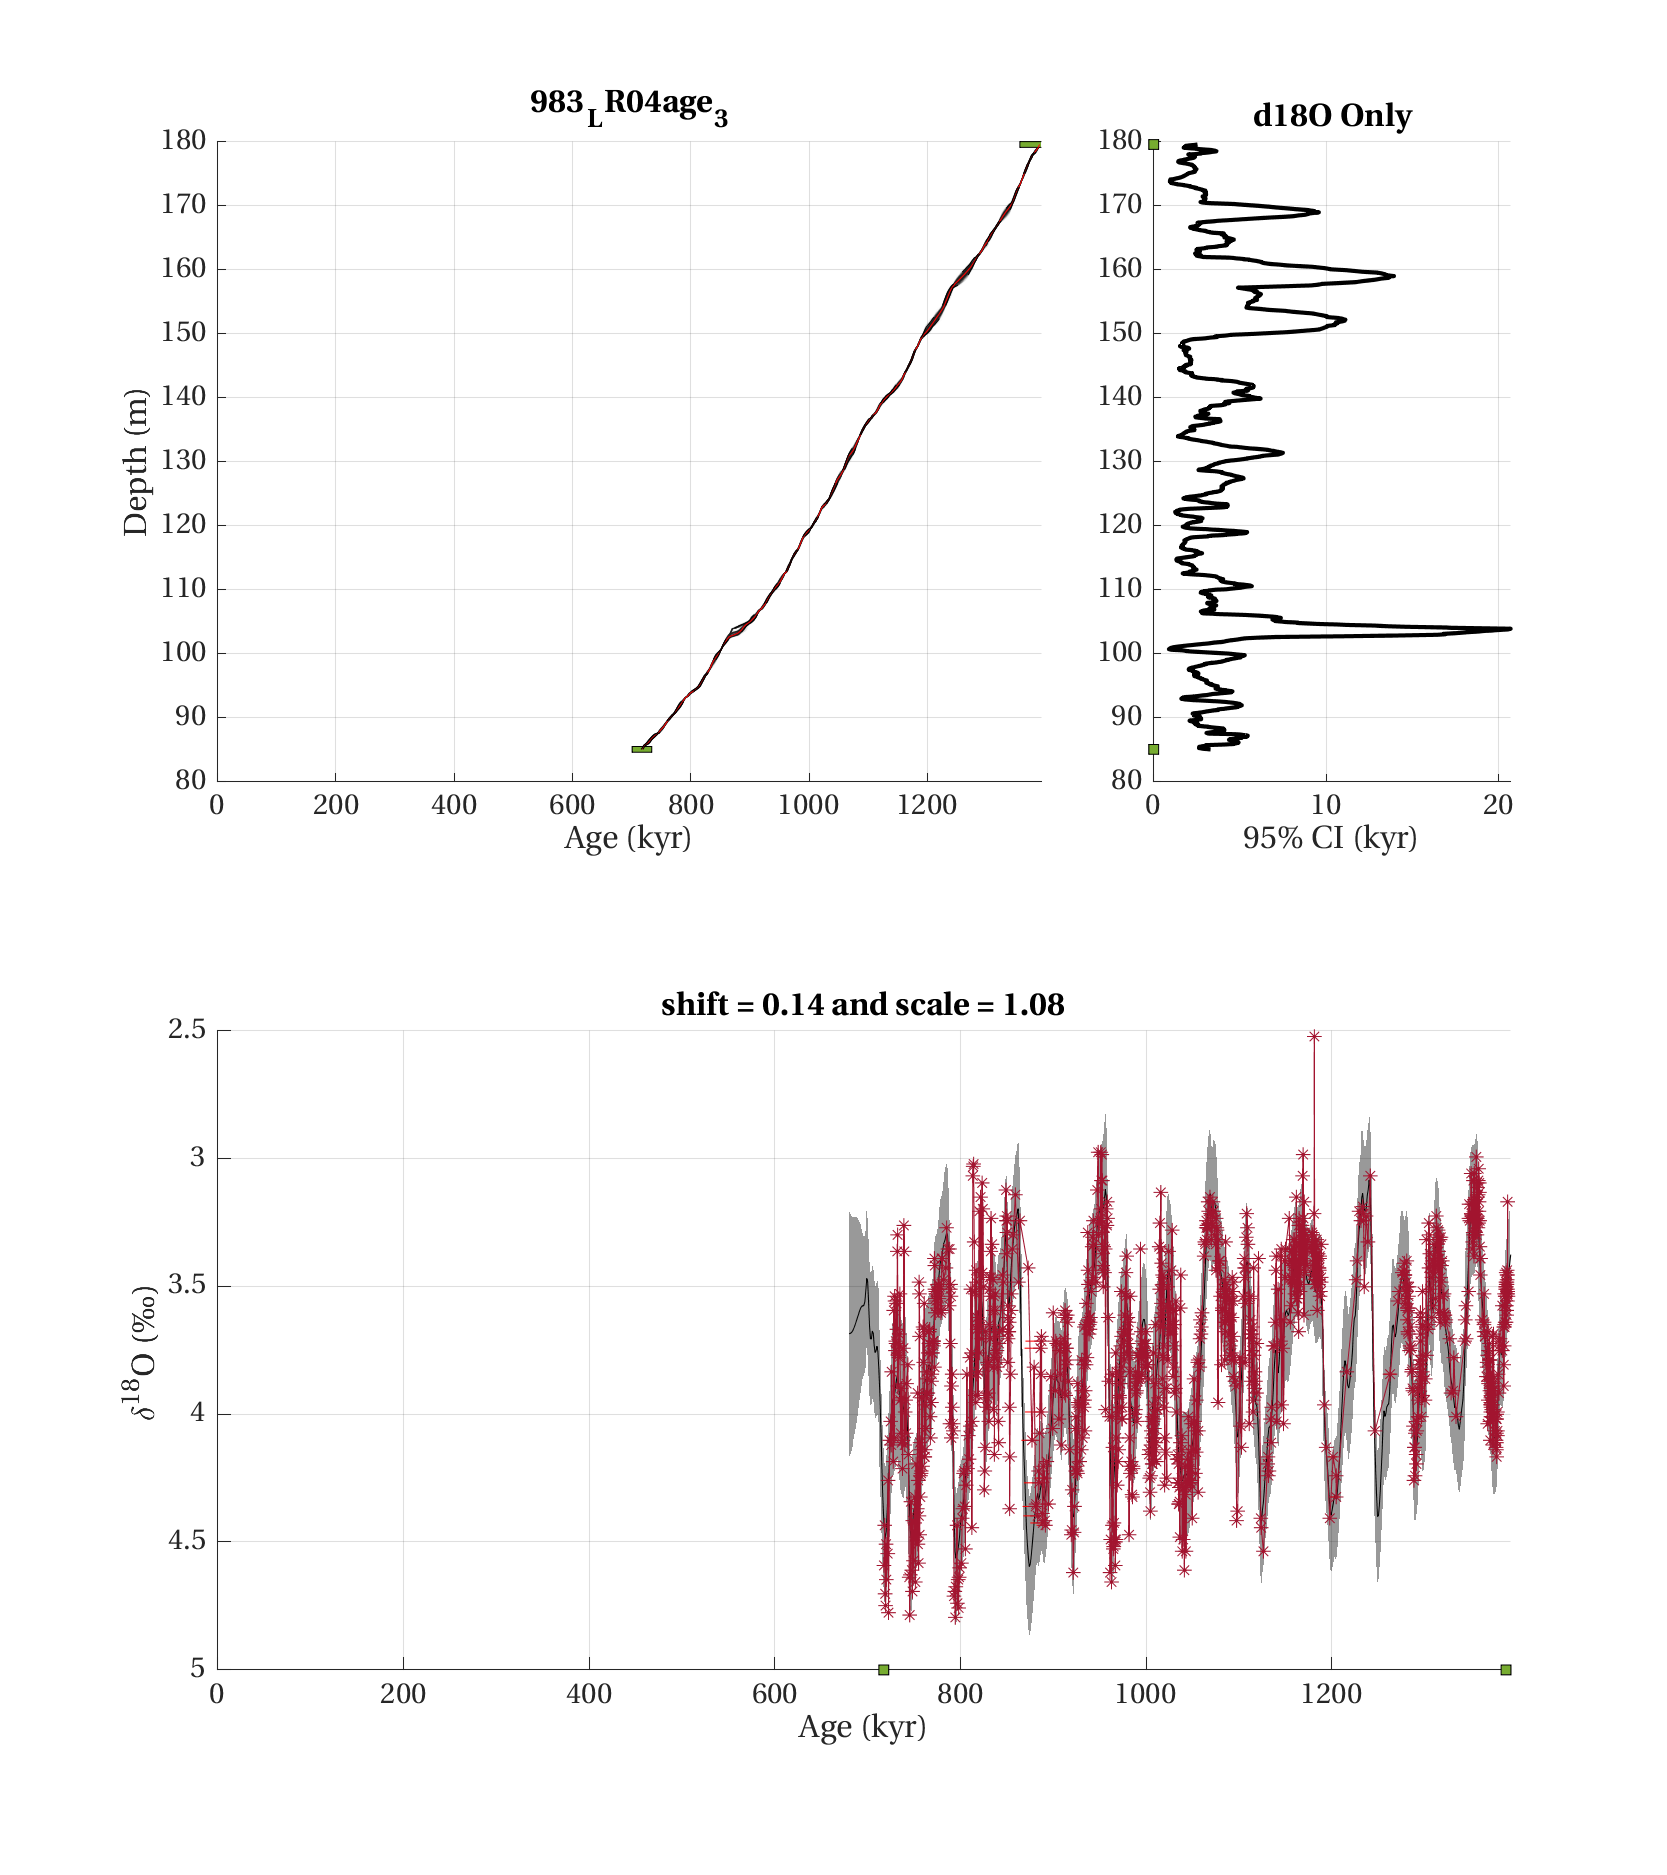 983LR04age3
d18O Only
180
170
160
150
140
130
120
110
100
90
80
Depth (m)
0 200 400 600 800 1000 1200
Age (kyr)
180
170
160
150
140
130
120
110
100
90
80
0 10 20
95% CI (kyr)
shift = 0.14 and scale = 1.08
2.5
3
3.5
4
4.5
5
δ18O (‰)
0 200 400 600 800 1000 1200
Age (kyr)